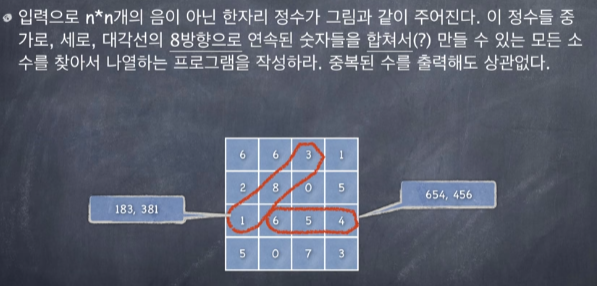 입력으로 n*n개의 음이 아닌 한자리 정수가 그림과 같이 주어진다. 이 정수들 중
가로, 세로, 대각선의 8방향으로 연속된 숫자들을 합쳐서(?) 만들 수 있는 모든 소
수를 찾아서 나열하는 프로그램을 작성하라. 중복된 수를 출력해도 상관없다.
6 6 3 1
2 8 0 5
183, 381
1 6 5 4
654, 456
5 0 7 3